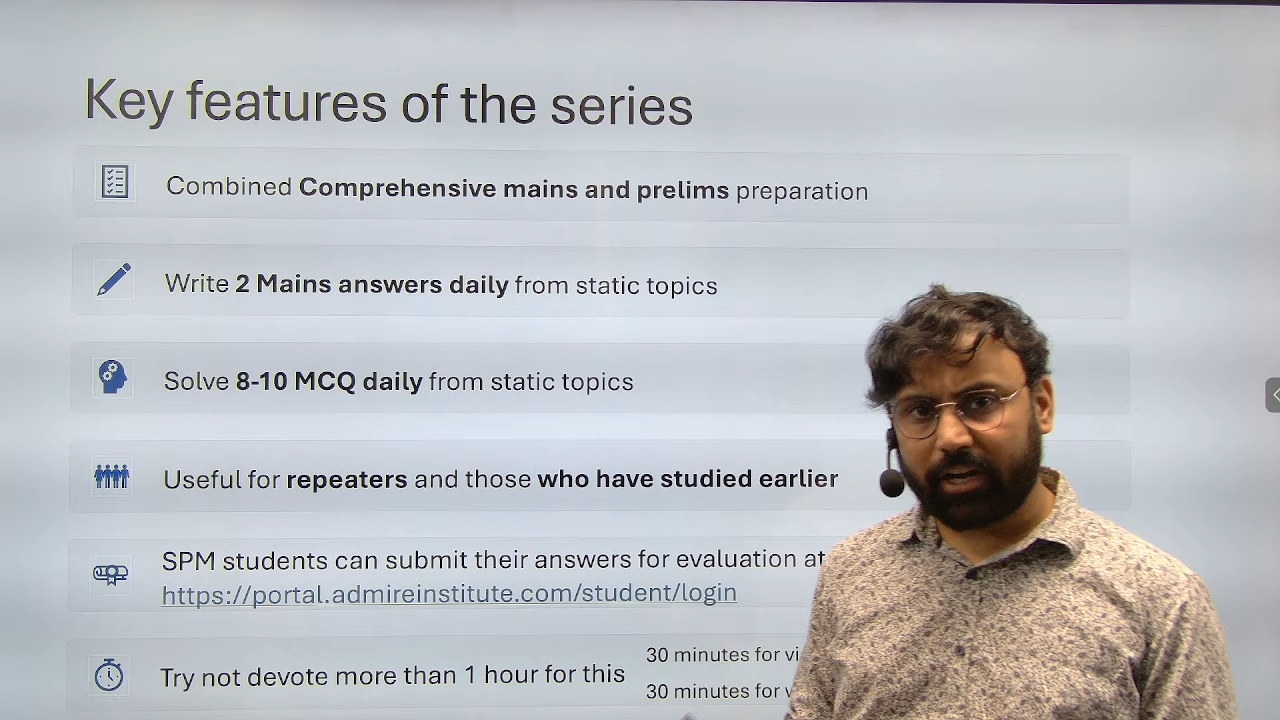 Key features of the series
Combined Comprehensive mains and prelims preparation
Write 2 Mains answers daily from static topics
Solve 8-10 MCQ daily from static topics
Useful for repeaters and those who have studied earlier
SPM students can submit their answers for evaluation at
https://portal.admireinstitute.com/student/login
Try not devote more than 1 hour for this
30 minutes for
30 minutes for